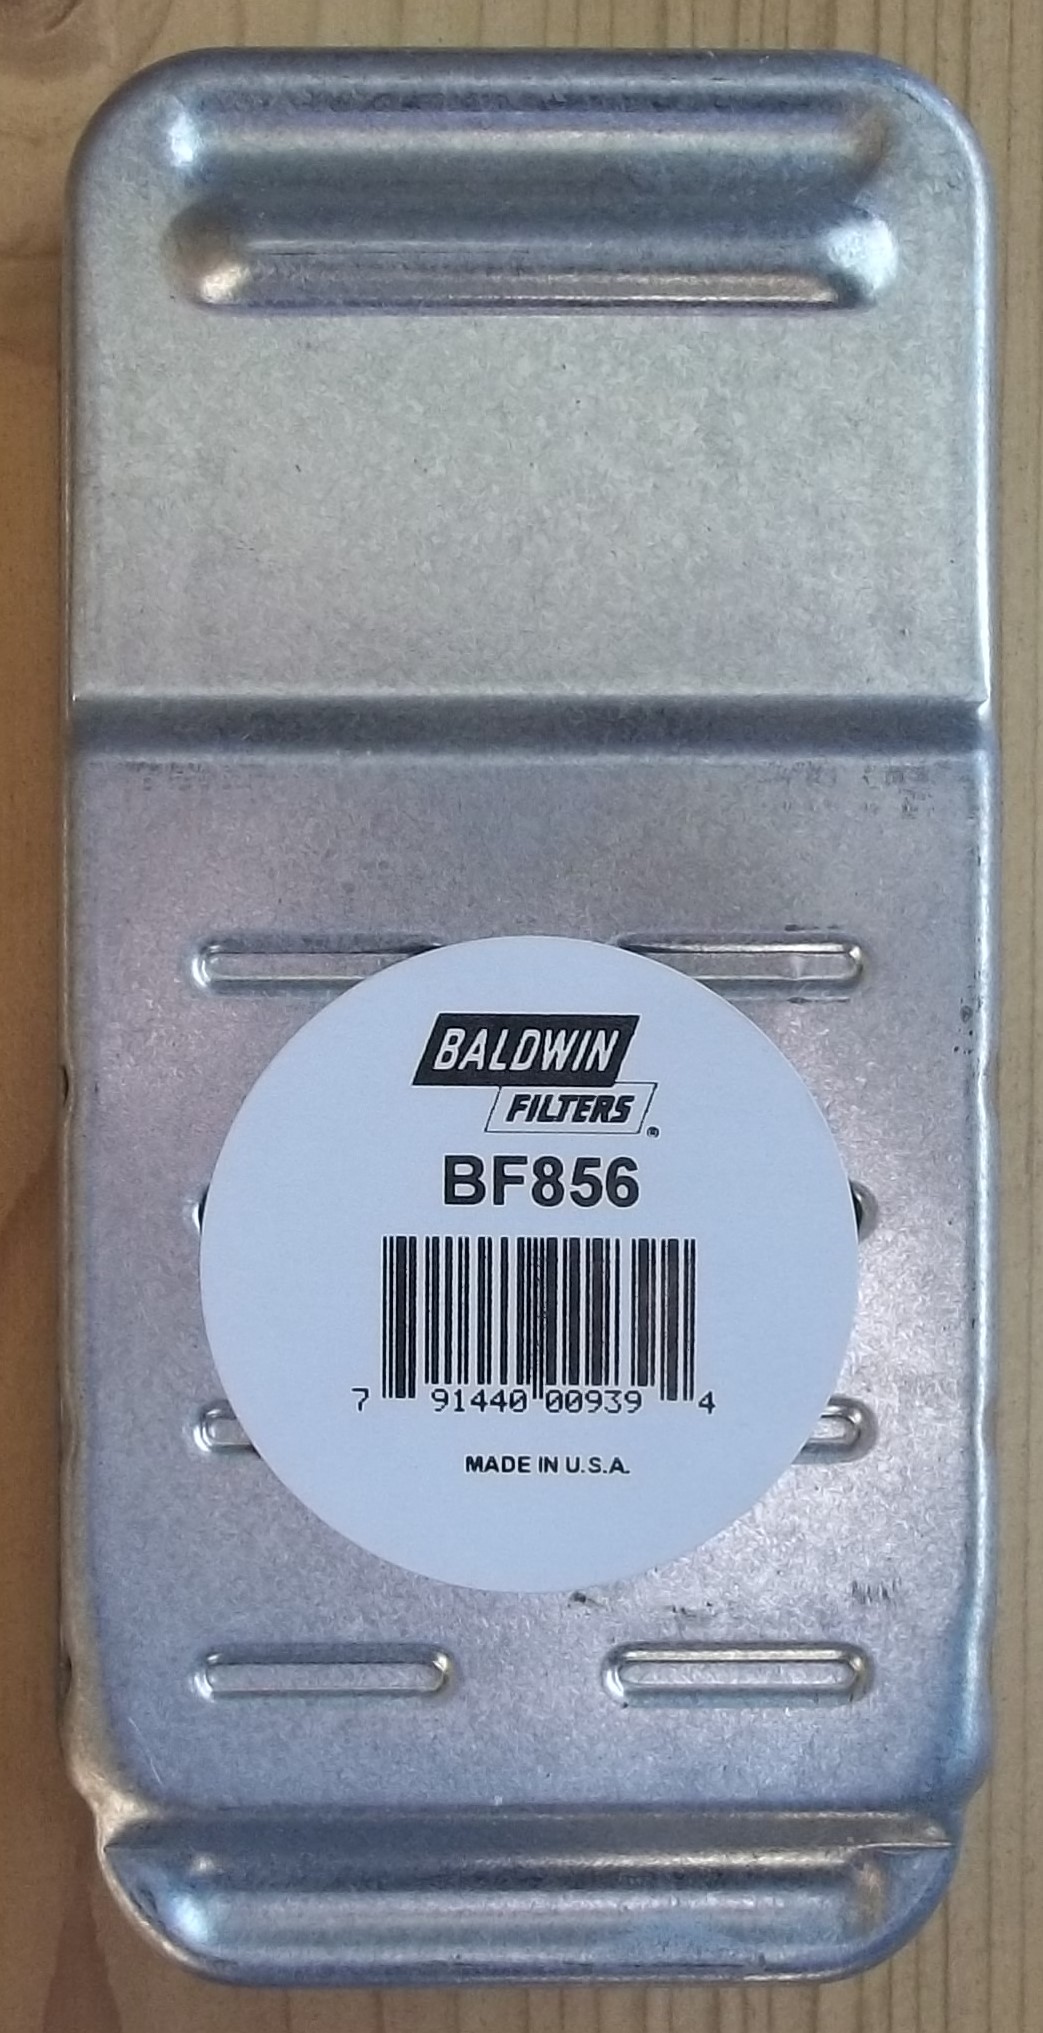 BALDWIN
FILTERS®
BF856
7 91440 00939 4
MADE IN U.S.A.